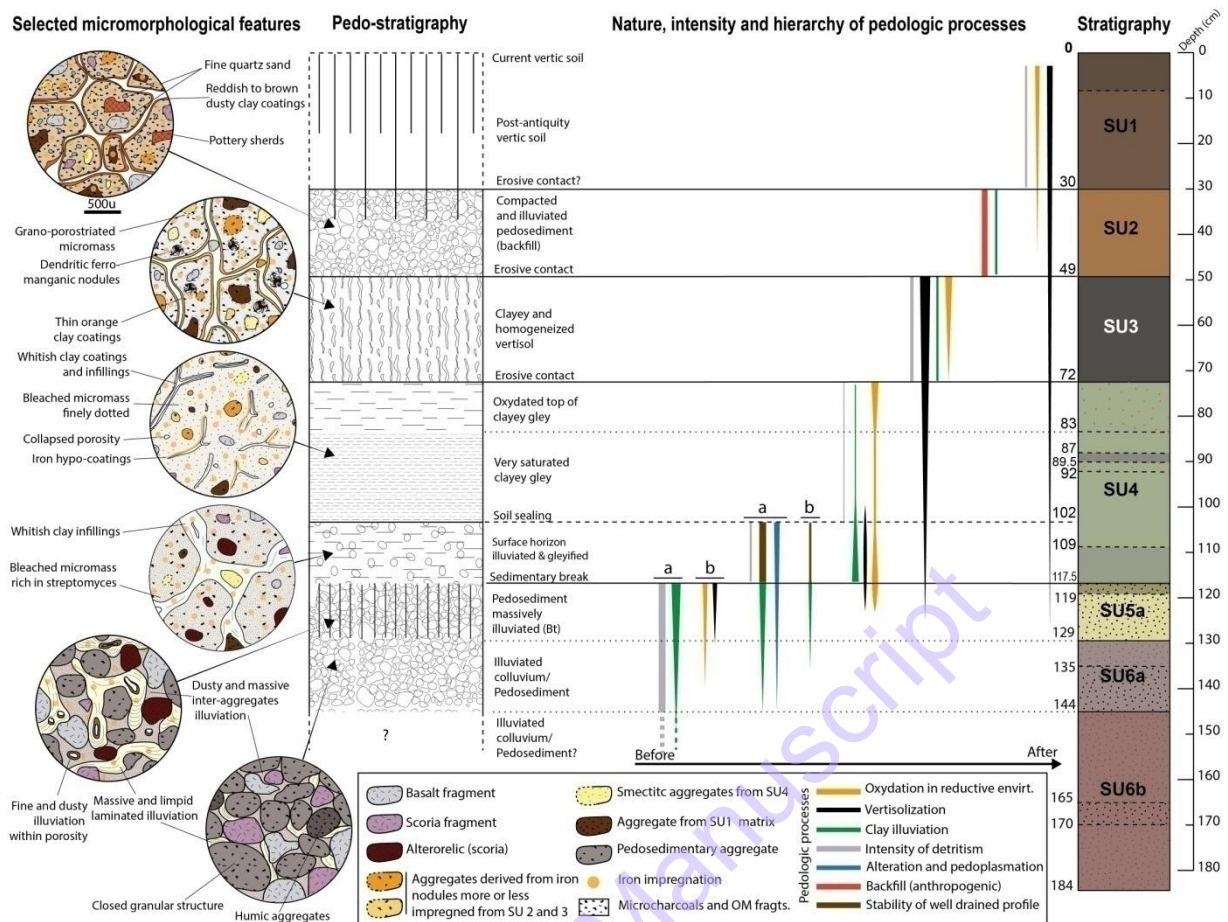 Selected micromorphological features
Pedo-stratigraphy
Nature, intensity and hierarchy of pedologic processes
Stratigraphy
Depth (cm)
Fine quartz sand
Reddish to brown
dusty clay coatings
Pottery sherds
500u
Grano-porostriated
micromass
Dendritic ferro-
manganic nodules
Thin orange
clay coatings
Whitish clay coatings
and infillings
Bleached micromass
finely dotted
Collapsed porosity
Iron hypo-coatings
Whitish clay infillings
Bleached micromass
rich in streptomyces
Dusty and massive
inter-aggregates
illuviation
Fine and dusty
illuviation
within porosity
Massive and limpid
laminated illuviation
Closed granular structure
Humic aggregates
Current vertic soil
Post-antiquity
vertic soil
Erosive contact?
Compacted
and illuviated
pedosediment
(backfill)
Erosive contact
Clayey and
homogeneized
vertisol
Erosive contact
Oxydated top of
clayey gley
Very saturated
clayey gley
Soil sealing
Surface horizon
illuviated & gleyified
Sedimentary break
Pedosediment
massively
illuviated (Bt)
Illuviated
colluvium/
Pedosediment
Illuviated
colluvium/
Pedosediment?
?
a
b
a
b
Before
After
0
30
49
72
83
87
89.5
92
102
109
117.5
119
129
135
144
165
170
184
SU1
SU2
SU3
SU4
SU5a
SU6a
SU6b
0
10
20
30
40
50
60
70
80
90
100
110
120
130
140
150
160
170
180
Basalt fragment
Scoria fragment
Alterorelic (scoria)
Aggregates derived from iron
nodules more or less
impregned from SU 2 and 3
Smectitc aggregates from SU4
Aggregate from SU1 matrix
Pedosedimentary aggregate
Iron impregnation
Microcharcoals and OM fragts.
Pedologic processes
Oxydation in reductive envirt.
Vertisolization
Clay illuviation
Intensity of detritism
Alteration and pedoplasmation
Backfill (anthropogenic)
Stability of well drained profile
Manuscript